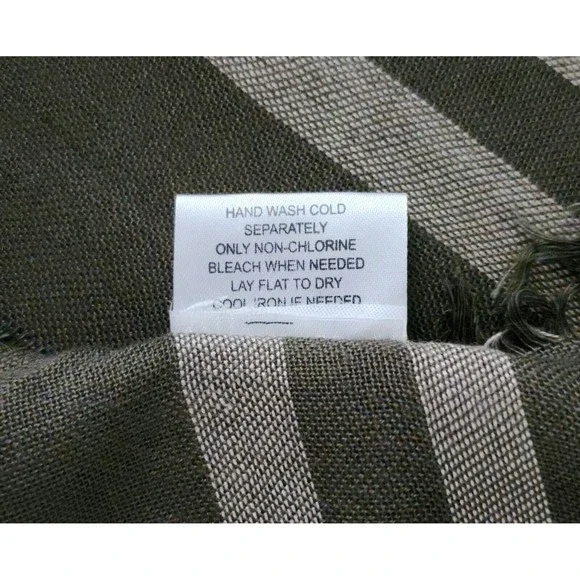 HAND WASH COLD
SEPARATELY
ONLY NON-CHLORINE
BLEACH WHEN NEEDED
LAY FLAT TO DRY
COOL IRON IF NEEDED